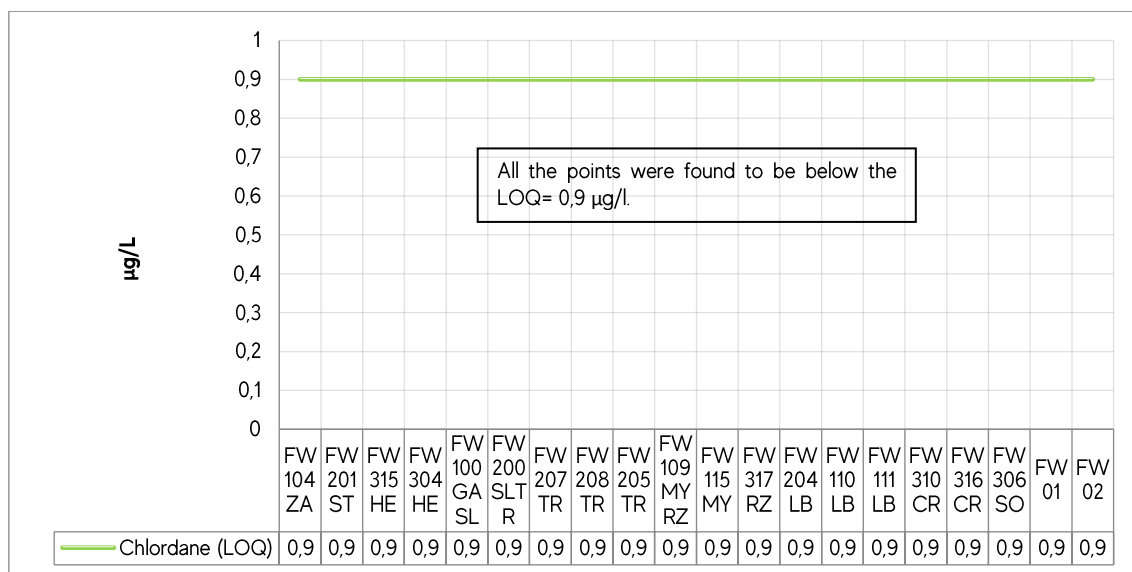 1
0,9
0,8
0,7
0,6
0,5
0,4
0,3
0,2
0,1
0
µg/L
All the points were found to be below the
LOQ= 0,9 µg/l.
FW 104 ZA
FW 201 ST
FW 315 HE
FW 304 HE
FW 100 GA SL
FW 200 SLT R
FW 207 TR
FW 208 TR
FW 205 TR
FW 109 MY RZ
FW 115 MY
FW 317 RZ
FW 204 LB
FW 110 LB
FW 111 LB
FW 310 CR
FW 316 CR
FW 306 SO
FW 01
FW 02
Chlordane (LOQ) 0,9 0,9 0,9 0,9 0,9 0,9 0,9 0,9 0,9 0,9 0,9 0,9 0,9 0,9 0,9 0,9 0,9 0,9 0,9 0,9